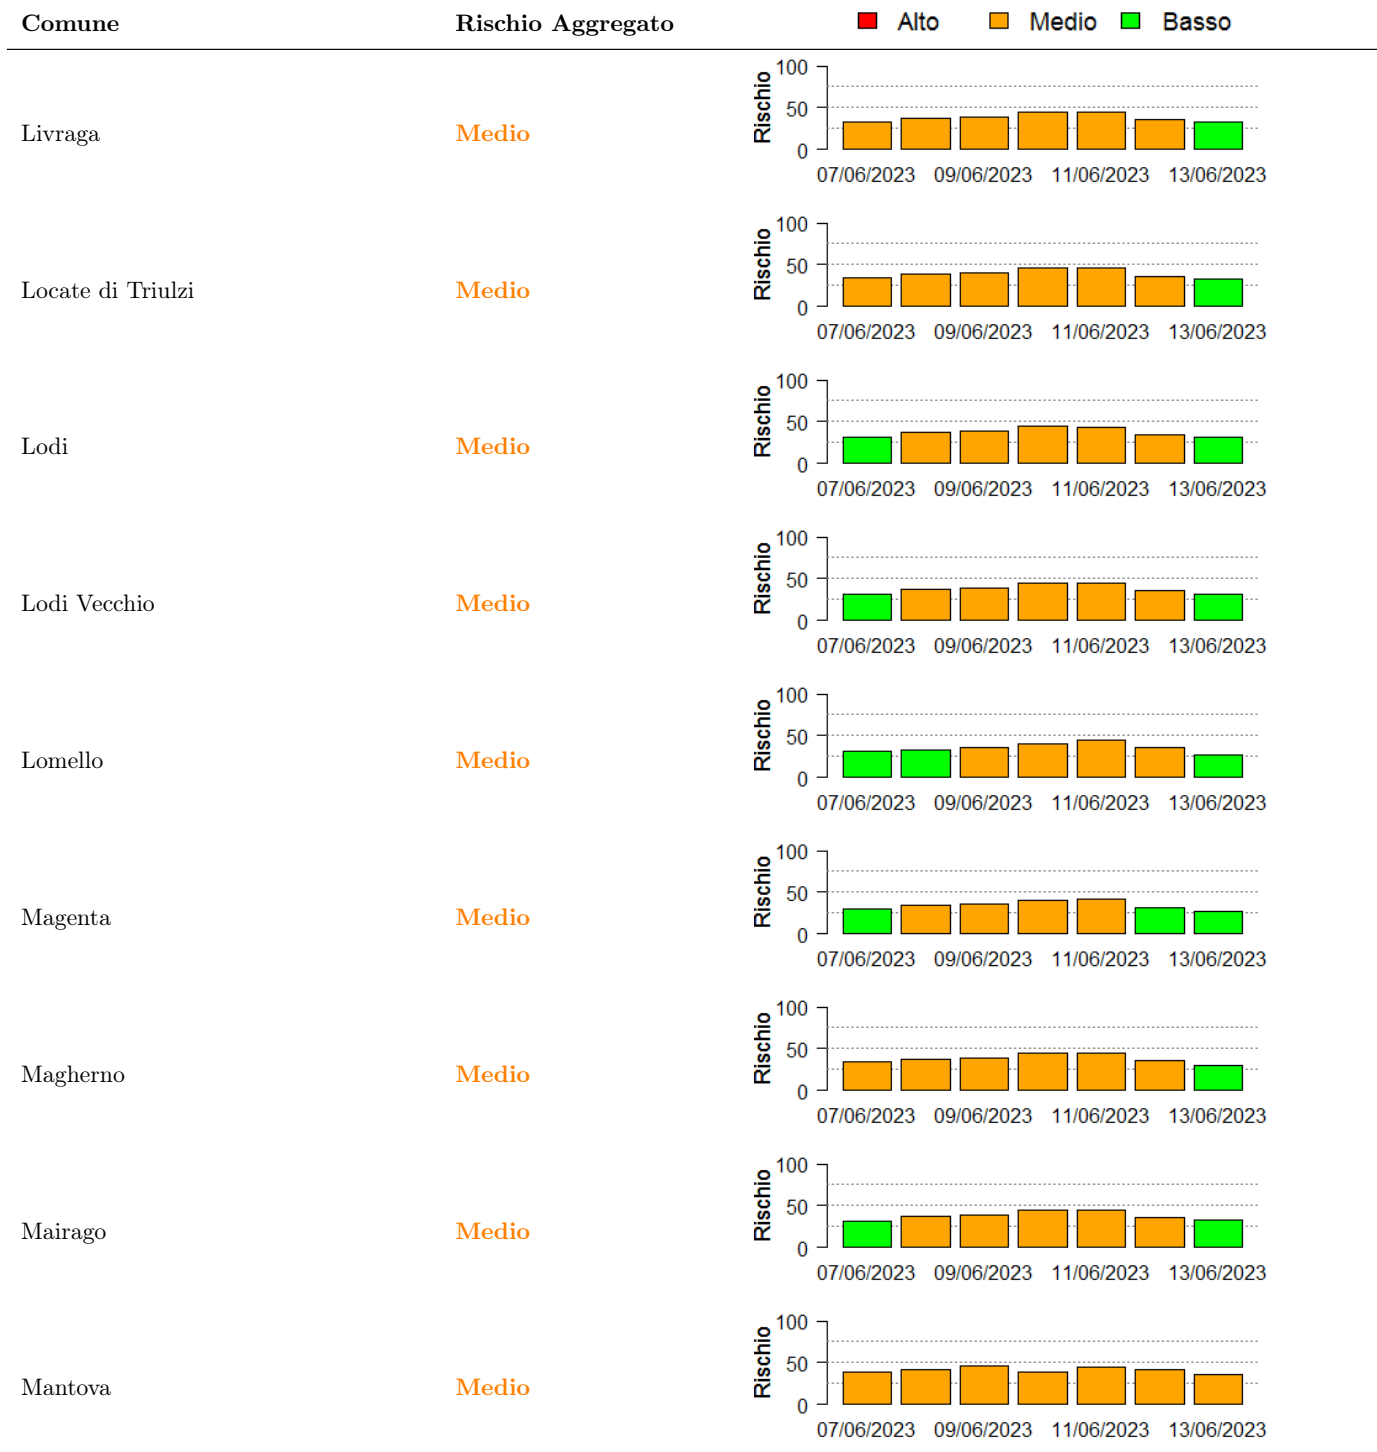 Comune Rischio Aggregato Alto Medio Basso
100
50
0
Rischio
Livraga Medio
07/06/2023 09/06/2023 11/06/2023 13/06/2023
100
50
0
Rischio
Locate di Triulzi Medio
07/06/2023 09/06/2023 11/06/2023 13/06/2023
100
50
0
Rischio
Lodi Medio
07/06/2023 09/06/2023 11/06/2023 13/06/2023
100
50
0
Rischio
Lodi Vecchio Medio
07/06/2023 09/06/2023 11/06/2023 13/06/2023
100
50
0
Rischio
Lomello Medio
07/06/2023 09/06/2023 11/06/2023 13/06/2023
100
50
0
Rischio
Magenta Medio
07/06/2023 09/06/2023 11/06/2023 13/06/2023
100
50
0
Rischio
Magherno Medio
07/06/2023 09/06/2023 11/06/2023 13/06/2023
100
50
0
Rischio
Mairago Medio
07/06/2023 09/06/2023 11/06/2023 13/06/2023
100
50
0
Rischio
Mantova Medio
07/06/2023 09/06/2023 11/06/2023 13/06/2023